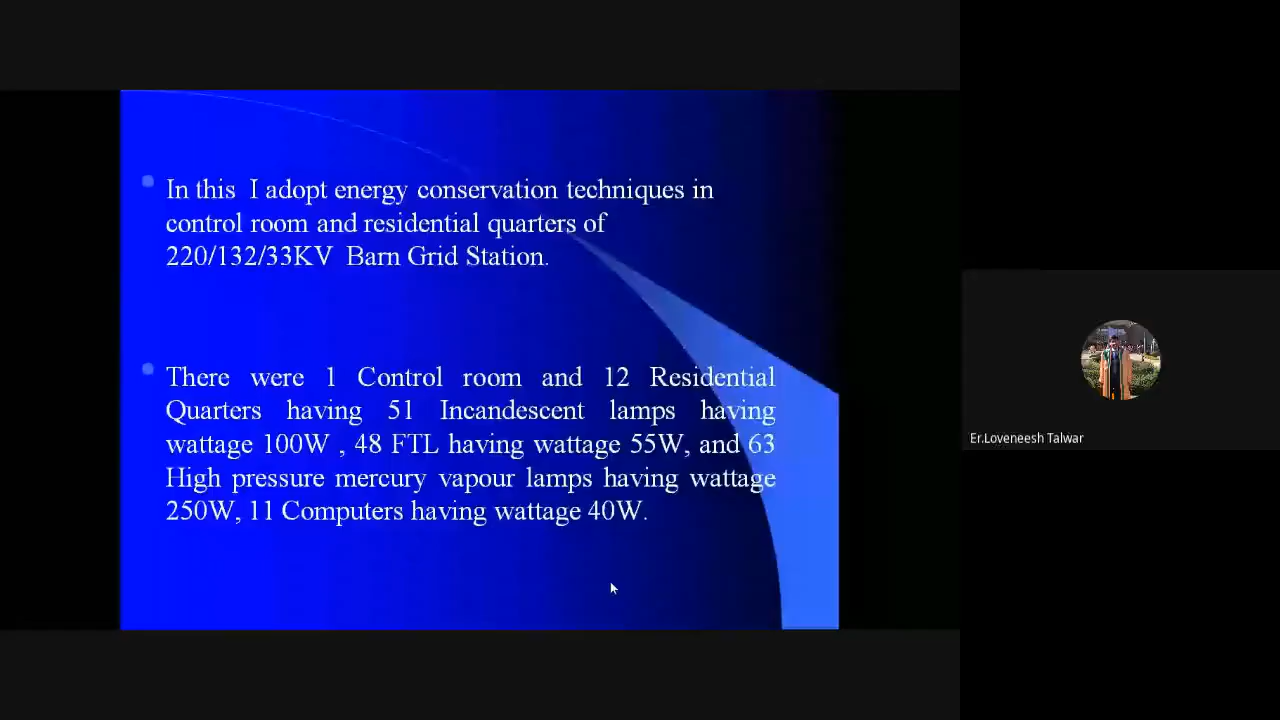 In this I adopt energy conservation techniques in
control room and residential quarters of
220/132/33KV Barn Grid Station.
There were 1 Control room and 12 Residential
Quarters having 51 Incandescent lamps having
wattage 100W , 48 FTL having wattage 55W, and 63
High pressure mercury vapour lamps having wattage
250W, 11 Computers having wattage 40W.
Er.Loveneesh Talwar